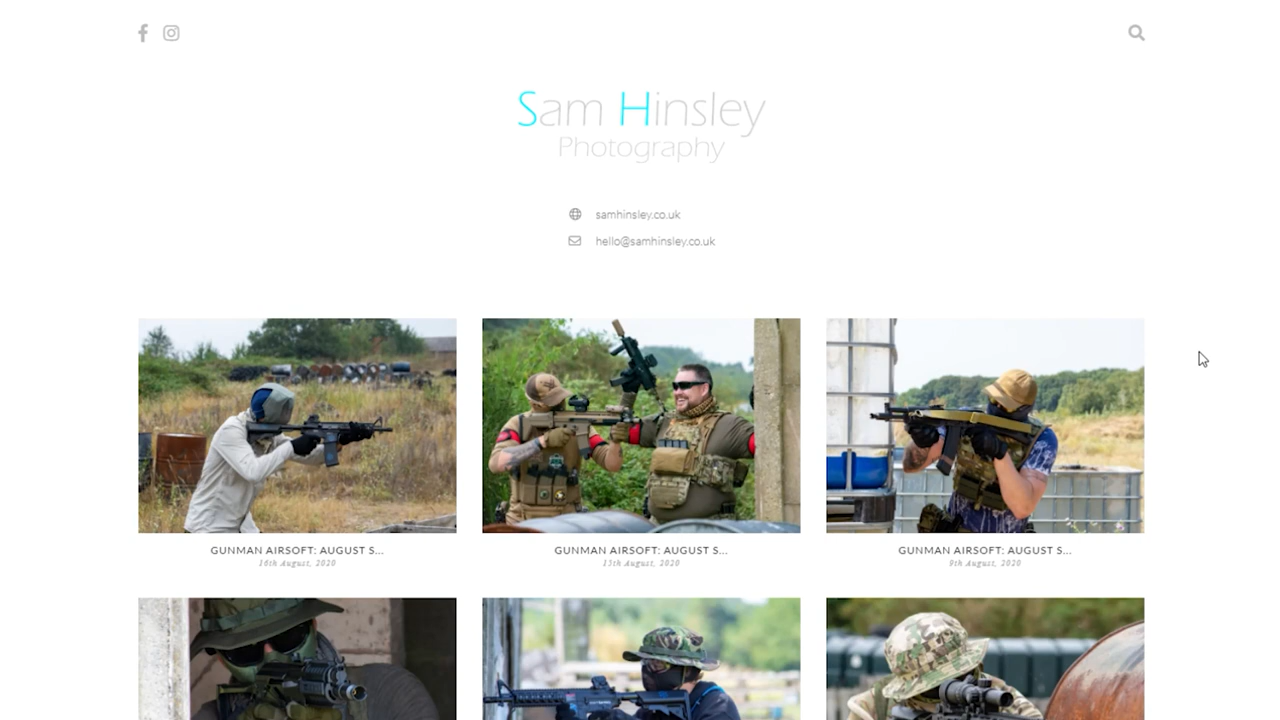 Sam Hinsley
Photography
samhinsley.co.uk
hello@samhinsley.co.uk
GUNMAN AIRSOFT: AUGUST S...
16th August, 2020
GUNMAN AIRSOFT: AUGUST S...
15th August, 2020
GUNMAN AIRSOFT: AUGUST S...
9th August, 2020